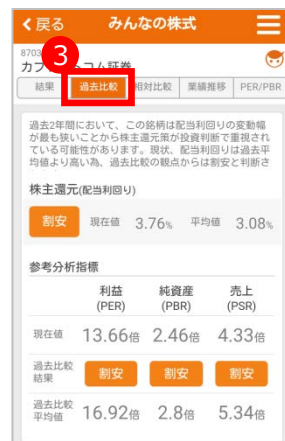 戻る みんなの株式
8703
3
カブ コム証券
結果 過去比較 相対比較 業績推移 PER/PBR
過去2年間において、この銘柄は配当利回りの変動幅
が最も狭いことから株主還元が投資判断で重視され
ている可能性があります。現状、配当利回りは過去平
均値より高い為、過去比較の観点からは割安と判断さ
株主還元(配当利回り)
割安 現在値 3.76% 平均値 3.08%
参考分析指標
利益 純資産 売上
(PER) (PBR) (PSR)
現在値 13.66倍 2.46倍 4.33倍
過去比較
結果 割安 割安 割安
過去比較
平均値 16.92倍 2.8倍 5.34倍